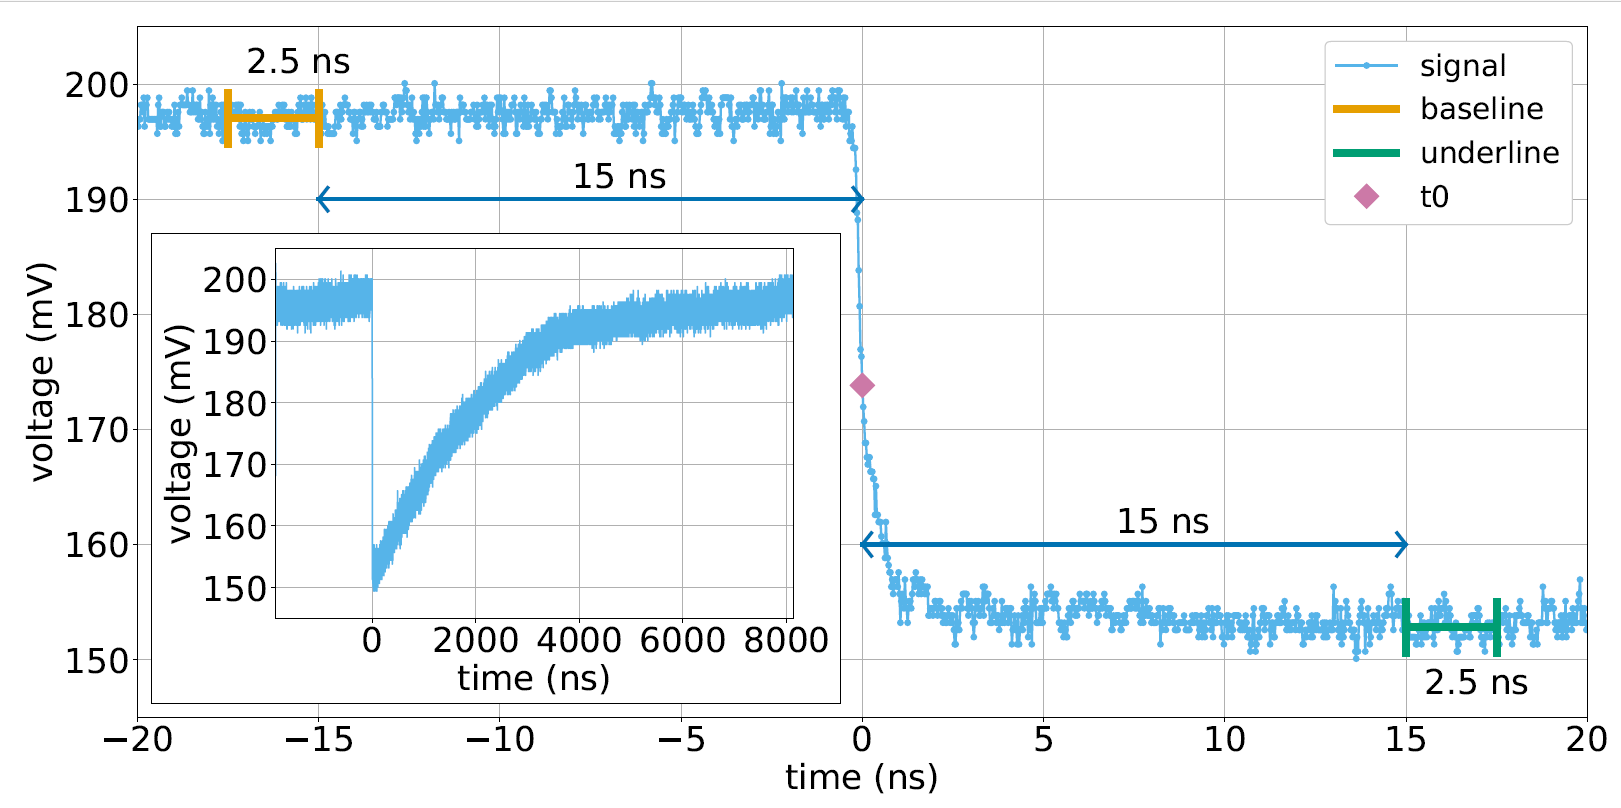 2.5 ns
signal
baseline
underline
t0
200
190
180
170
160
150
voltage (mV)
15 ns
200
190
180
170
160
150
voltage (mV)
0 2000 4000 6000 8000
time (ns)
15 ns
2.5 ns
−20 −15 −10 −5 0 5 10 15 20
time (ns)